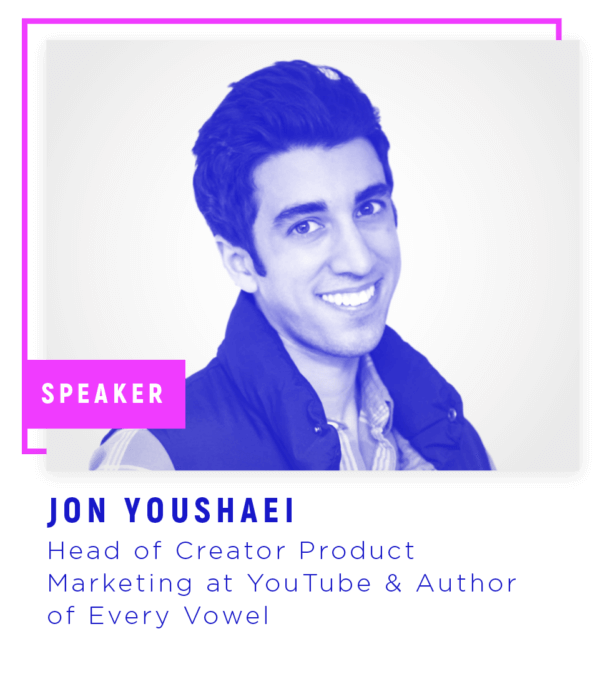 SPEAKER
JON YOUSHAEI
Head of Creator Product
Marketing at YouTube & Author
of Every Vowel